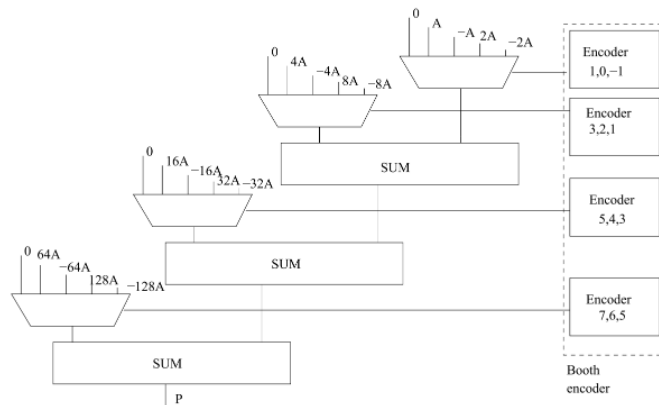 0
A
−A
2A
−2A
Encoder
1,0,−1
0
4A
−4A
8A
−8A
Encoder
3,2,1
SUM
0
16A
−16A
32A
−32A
Encoder
5,4,3
SUM
0
64A
−64A
128A
−128A
Encoder
7,6,5
SUM
Booth
encoder
P